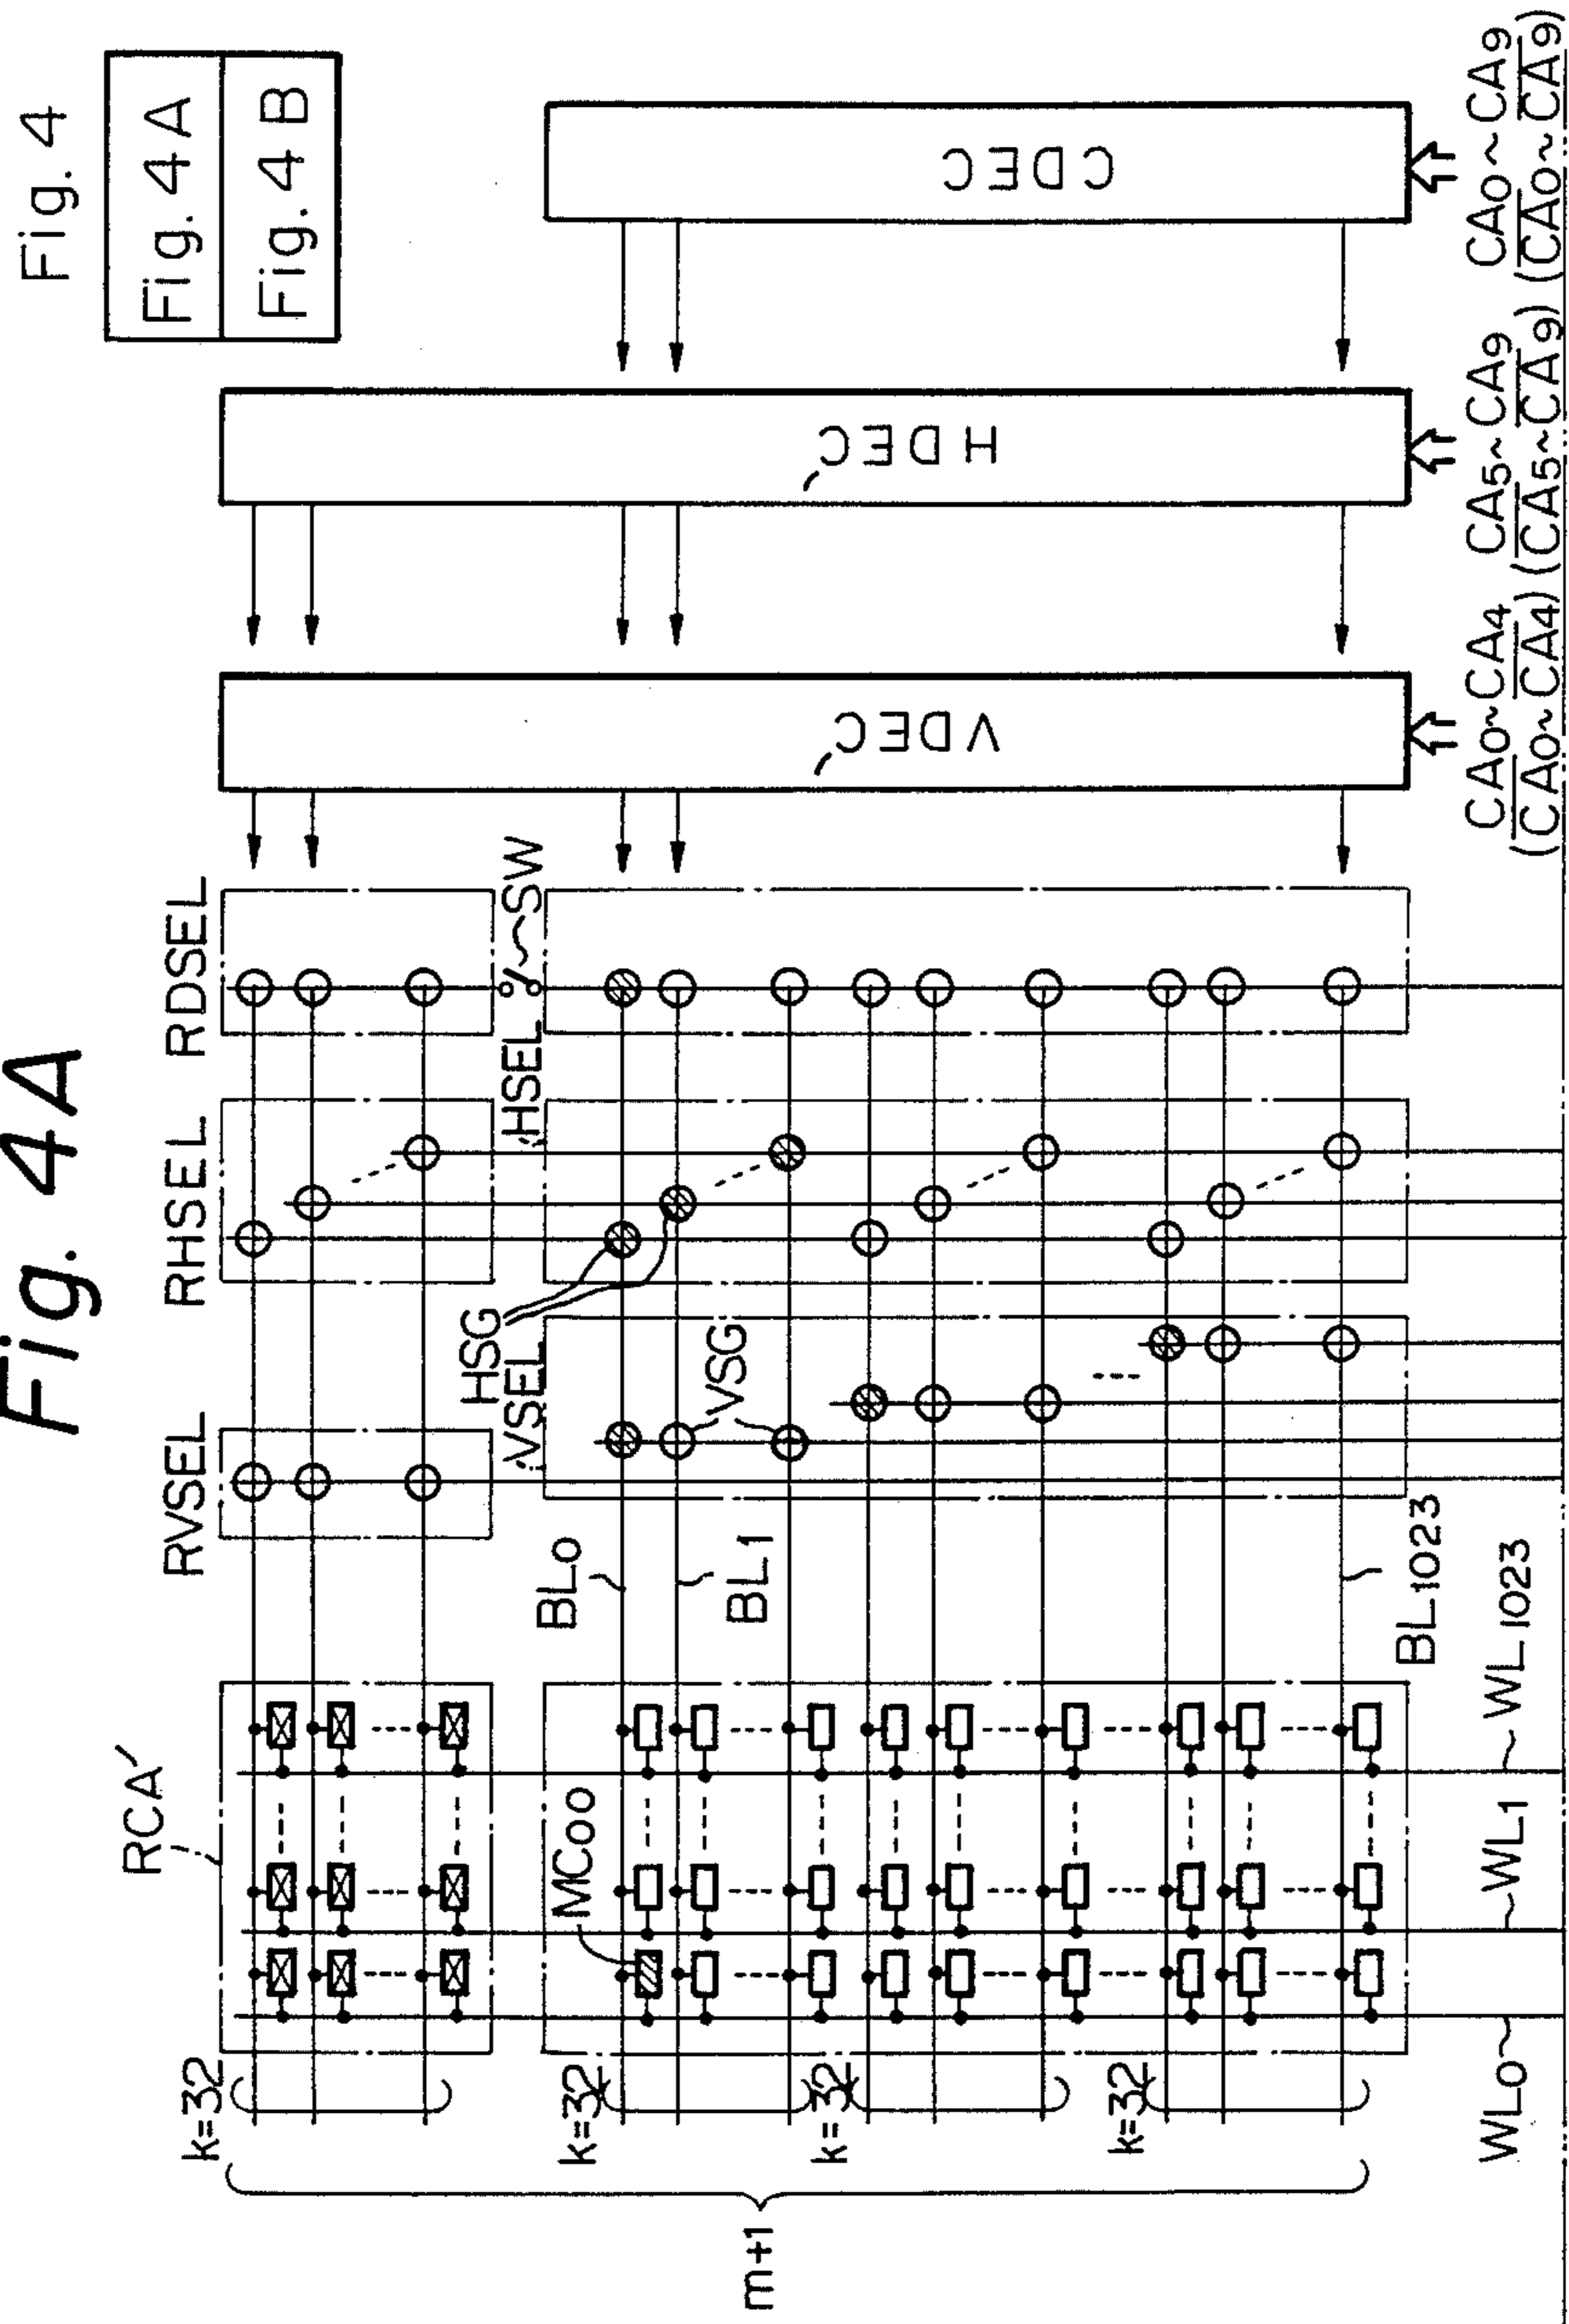 Fig. 4A
Fig. 4
Fig. 4A
Fig. 4B
RCA'
RVSEL
RHSEL
RDSEL
k=32
k=32
k=32
k=32
m+1
MC00
BL0
BL1
BL1023
VSEL
HSG
VSG
HSEL
SW
VDEC
HDEC
CDEC
WL0
WL1
WL1023
CA0~CA4
(CA0~CA4)
CA5~CA9
(CA5~CA9)
CA0~CA9
(CA0~CA9)